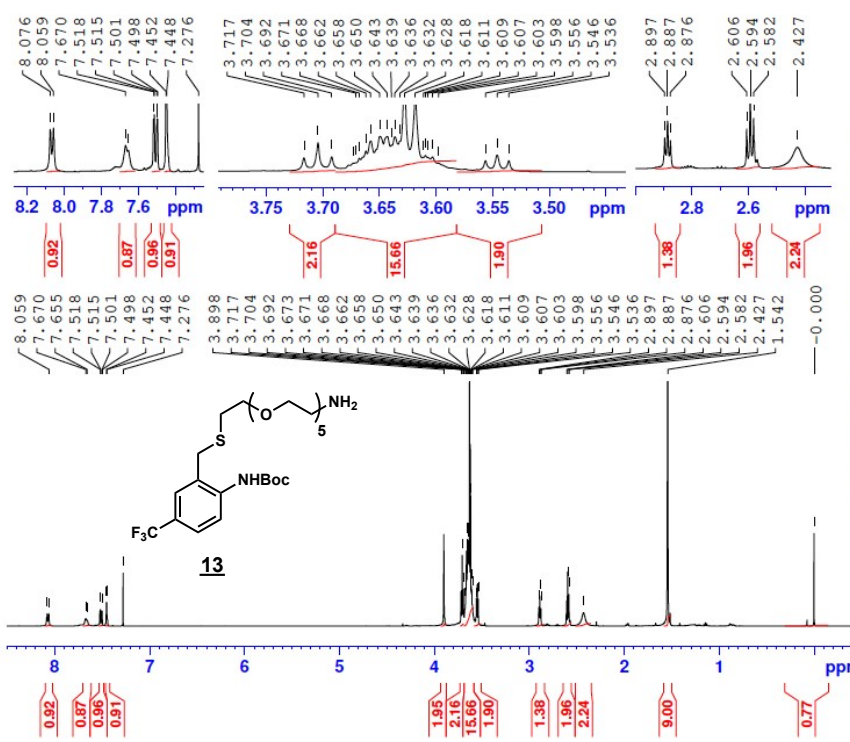 8.076 8.059 7.670 7.518 7.515 7.501 7.498 7.452 7.448 7.276
3.717 3.704 3.692 3.671 3.668 3.662 3.658 3.650 3.643 3.639 3.636 3.632 3.628 3.618 3.611 3.609 3.607 3.603 3.598 3.556 3.546 3.536
2.897 2.887 2.876 2.606 2.594 2.582 2.427
8.2 8.0 7.8 7.6 ppm
3.75 3.70 3.65 3.60 3.55 3.50 ppm
2.8 2.6 ppm
0.92 0.87 0.96 0.91
2.16 15.66 1.90
1.38 1.96 2.24
8.059 7.670 7.655 7.518 7.515 7.501 7.498 7.452 7.448 7.276
3.898 3.717 3.704 3.692 3.673 3.671 3.668 3.662 3.658 3.650 3.643 3.639 3.636 3.632 3.628 3.618 3.611 3.609 3.607 3.603 3.598 3.556 3.546 3.536 2.897 2.887 2.876 2.606 2.594 2.582 2.427 1.542
-0.000
O
NH2
5
S
NHBoc
F3C
13
8 7 6 5 4 3 2 1 ppm
0.92 0.87 0.96 0.91 1.95 2.16 15.66 1.90 1.38 1.96 2.24 9.00 0.77